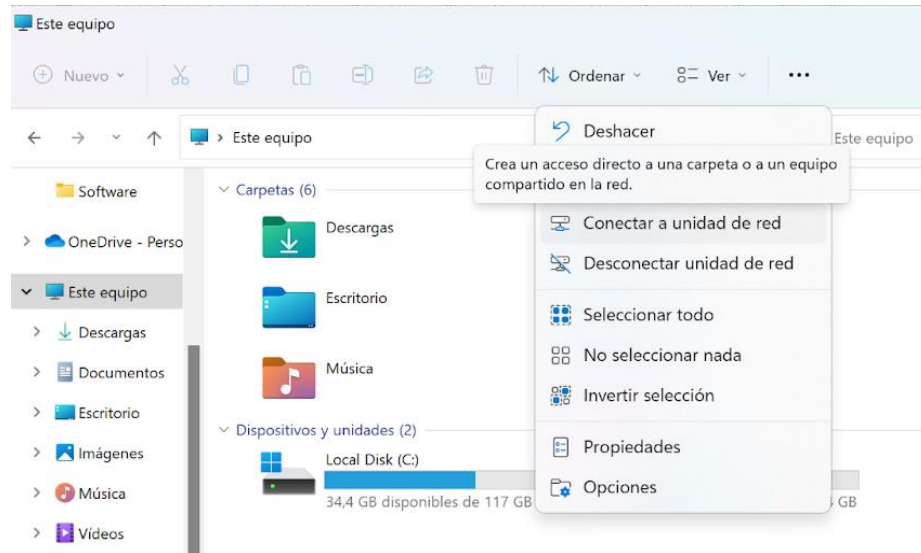 Este equipo
Nuevo
Ordenar
Ver
Este equipo
Este equipo
Deshacer
Crea un acceso directo a una carpeta o a un equipo
compartido en la red.
Conectar a unidad de red
Desconectar unidad de red
Seleccionar todo
No seleccionar nada
Invertir selección
Propiedades
Opciones
Software
OneDrive - Perso
Este equipo
Descargas
Documentos
Escritorio
Imágenes
Música
Vídeos
Carpetas (6)
Descargas
Escritorio
Música
Dispositivos y unidades (2)
Local Disk (C:)
34,4 GB disponibles de 117 GB
GB